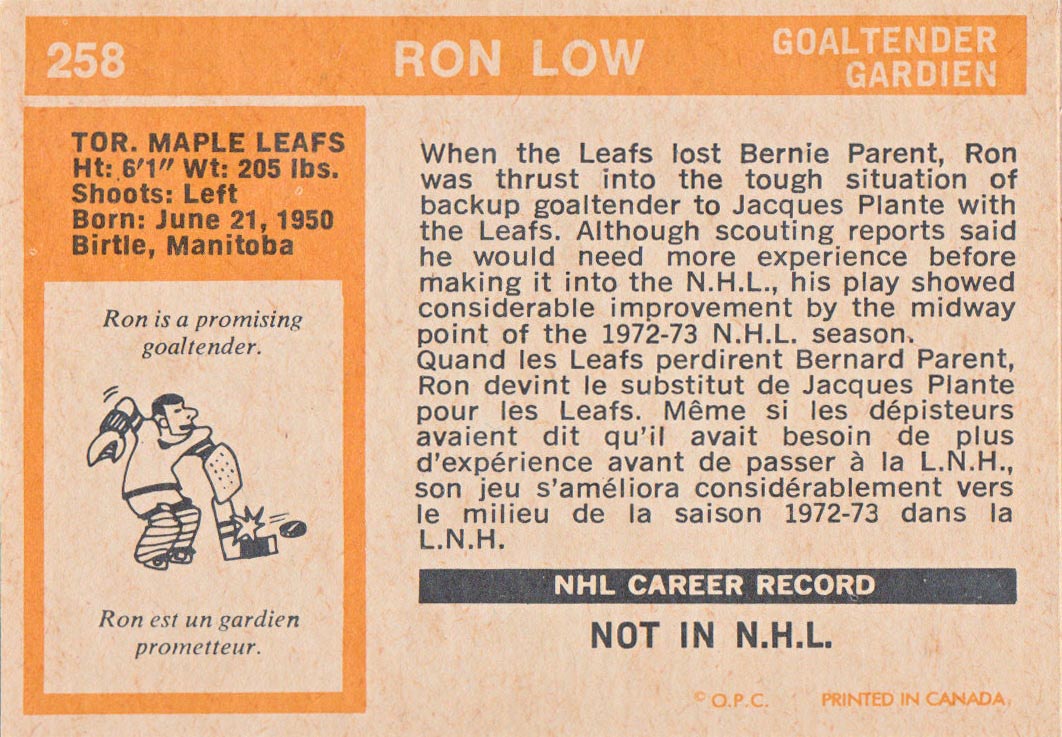 258
RON LOW
GOALTENDER
GARDIEN
TOR. MAPLE LEAFS
Ht: 6'1" Wt: 205 lbs.
Shoots: Left
Born: June 21, 1950
Birtle, Manitoba
Ron is a promising
goaltender.
Ron est un gardien
prometteur.
When the Leafs lost Bernie Parent, Ron
was thrust into the tough situation of
backup goaltender to Jacques Plante with
the Leafs. Although scouting reports said
he would need more experience before
making it into the N.H.L., his play showed
considerable improvement by the midway
point of the 1972-73 N.H.L. season.
Quand les Leafs perdirent Bernard Parent,
Ron devint le substitut de Jacques Plante
pour les Leafs. Même si les dépisteurs
avaient dit qu'il avait besoin de plus
d'expérience avant de passer à la L.N.H.,
son jeu s'améliora considérablement vers
le milieu de la saison 1972-73 dans la
L.N.H.
NHL CAREER RECORD
NOT IN N.H.L.
© O.P.C. PRINTED IN CANADA